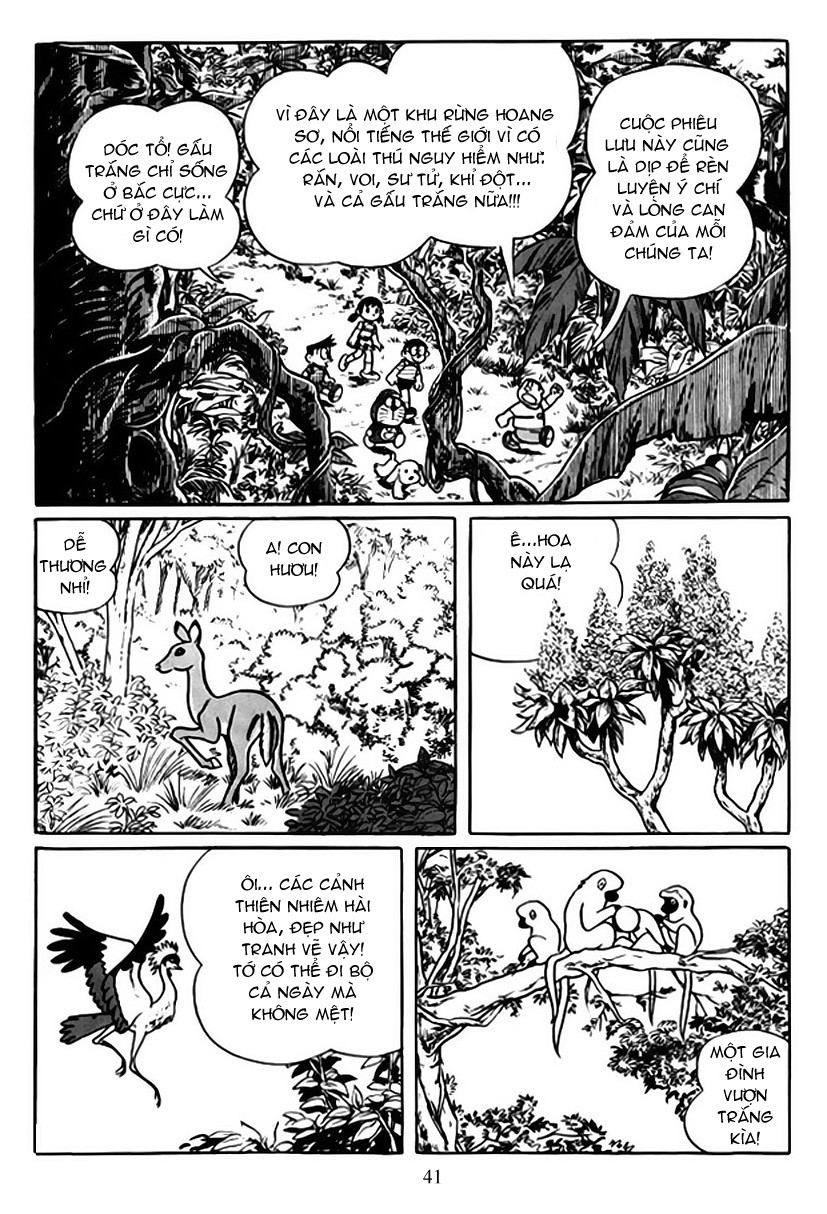 DÓC TỔ! GẤU
TRẮNG CHỈ SỐNG
Ở BẮC CỰC...
CHỨ Ở ĐÂY LÀM
GÌ CÓ!
VÌ ĐÂY LÀ MỘT KHU RỪNG HOANG
SƠ, NỔI TIẾNG THẾ GIỚI VÌ CÓ
CÁC LOÀI THÚ NGUY HIỂM NHƯ:
RẮN, VOI, SƯ TỬ, KHỈ ĐỘT...
VÀ CẢ GẤU TRẮNG NỮA!!!
CUỘC PHIÊU
LƯU NÀY CŨNG
LÀ DỊP ĐỂ RÈN
LUYỆN Ý CHÍ
VÀ LÒNG CAN
ĐẢM CỦA MỖI
CHÚNG TA!
DỄ
THƯƠNG
NHỈ!
A! CON
HƯƠU!
Ê...HOA
NÀY LẠ
QUÁ!
ÔI... CÁC CẢNH
THIÊN NHIÊN HÀI
HÒA, ĐẸP NHƯ
TRANH VẼ VẬY!
TỚ CÓ THỂ ĐI BỘ
CẢ NGÀY MÀ
KHÔNG MỆT!
MỘT GIA
ĐÌNH
VƯỢN
TRẮNG
KÌA!
41